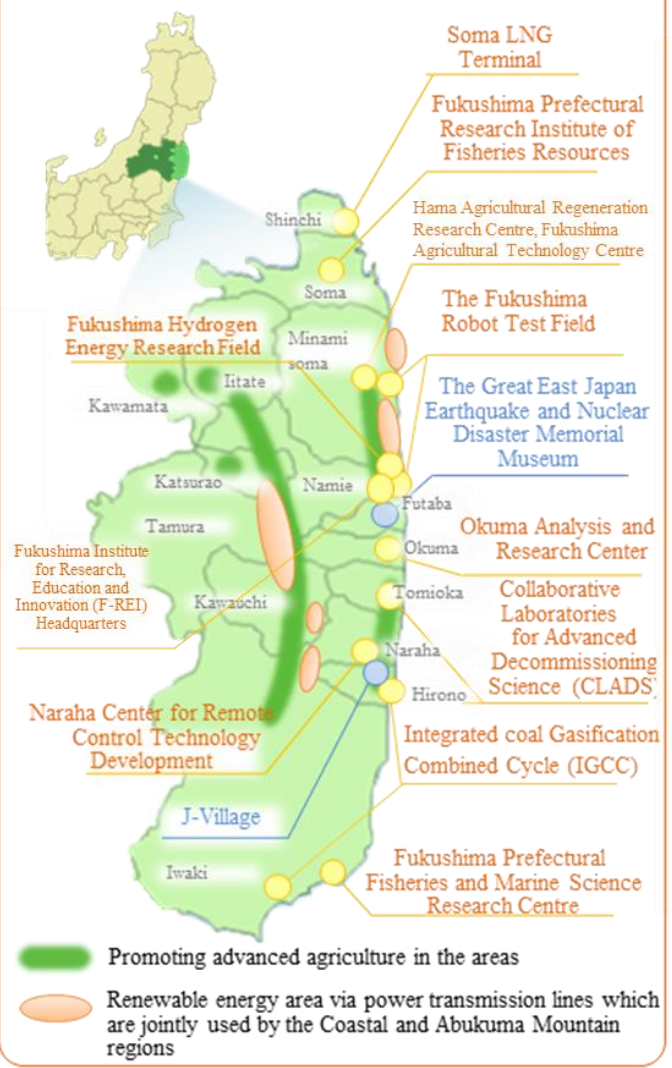 Soma LNG
Terminal
Fukushima Prefectural
Research Institute of
Fisheries Resources
Shinchi
Hama Agricultural Regeneration
Research Centre, Fukushima
Agricultural Technology Centre
Soma
The Fukushima
Robot Test Field
Fukushima Hydrogen
Energy Research Field
Minami
soma
Iitate
Kawamata
The Great East Japan
Earthquake and Nuclear
Disaster Memorial
Museum
Katsurao
Namie
Futaba
Tamura
Okuma Analysis and
Research Center
Okuma
Fukushima Institute
for Research,
Education and
Innovation (F-REI)
Headquarters
Kawauchi
Tomioka
Collaborative
Laboratories
for Advanced
Decommissioning
Science (CLADS)
Naraha
Hirono
Naraha Center for Remote
Control Technology
Development
Integrated coal Gasification
Combined Cycle (IGCC)
J-Village
Iwaki
Fukushima Prefectural
Fisheries and Marine Science
Research Centre
Promoting advanced agriculture in the areas
Renewable energy area via power transmission lines which
are jointly used by the Coastal and Abukuma Mountain
regions